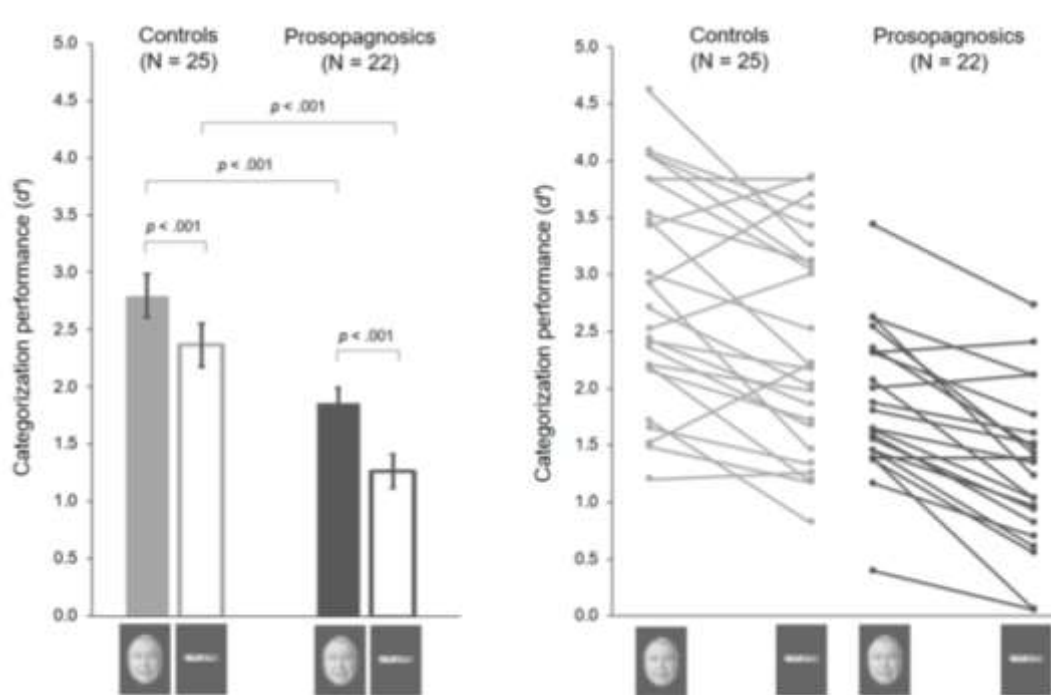 Controls
(N = 25)
Prosopagnosics
(N = 22)
5.0
4.5
4.0
3.5
3.0
2.5
2.0
1.5
1.0
0.5
0.0
Categorization performance (d')
p < .001
p < .001
p < .001
p < .001
Controls
(N = 25)
Prosopagnosics
(N = 22)
5.0
4.5
4.0
3.5
3.0
2.5
2.0
1.5
1.0
0.5
0.0
Categorization performance (d')